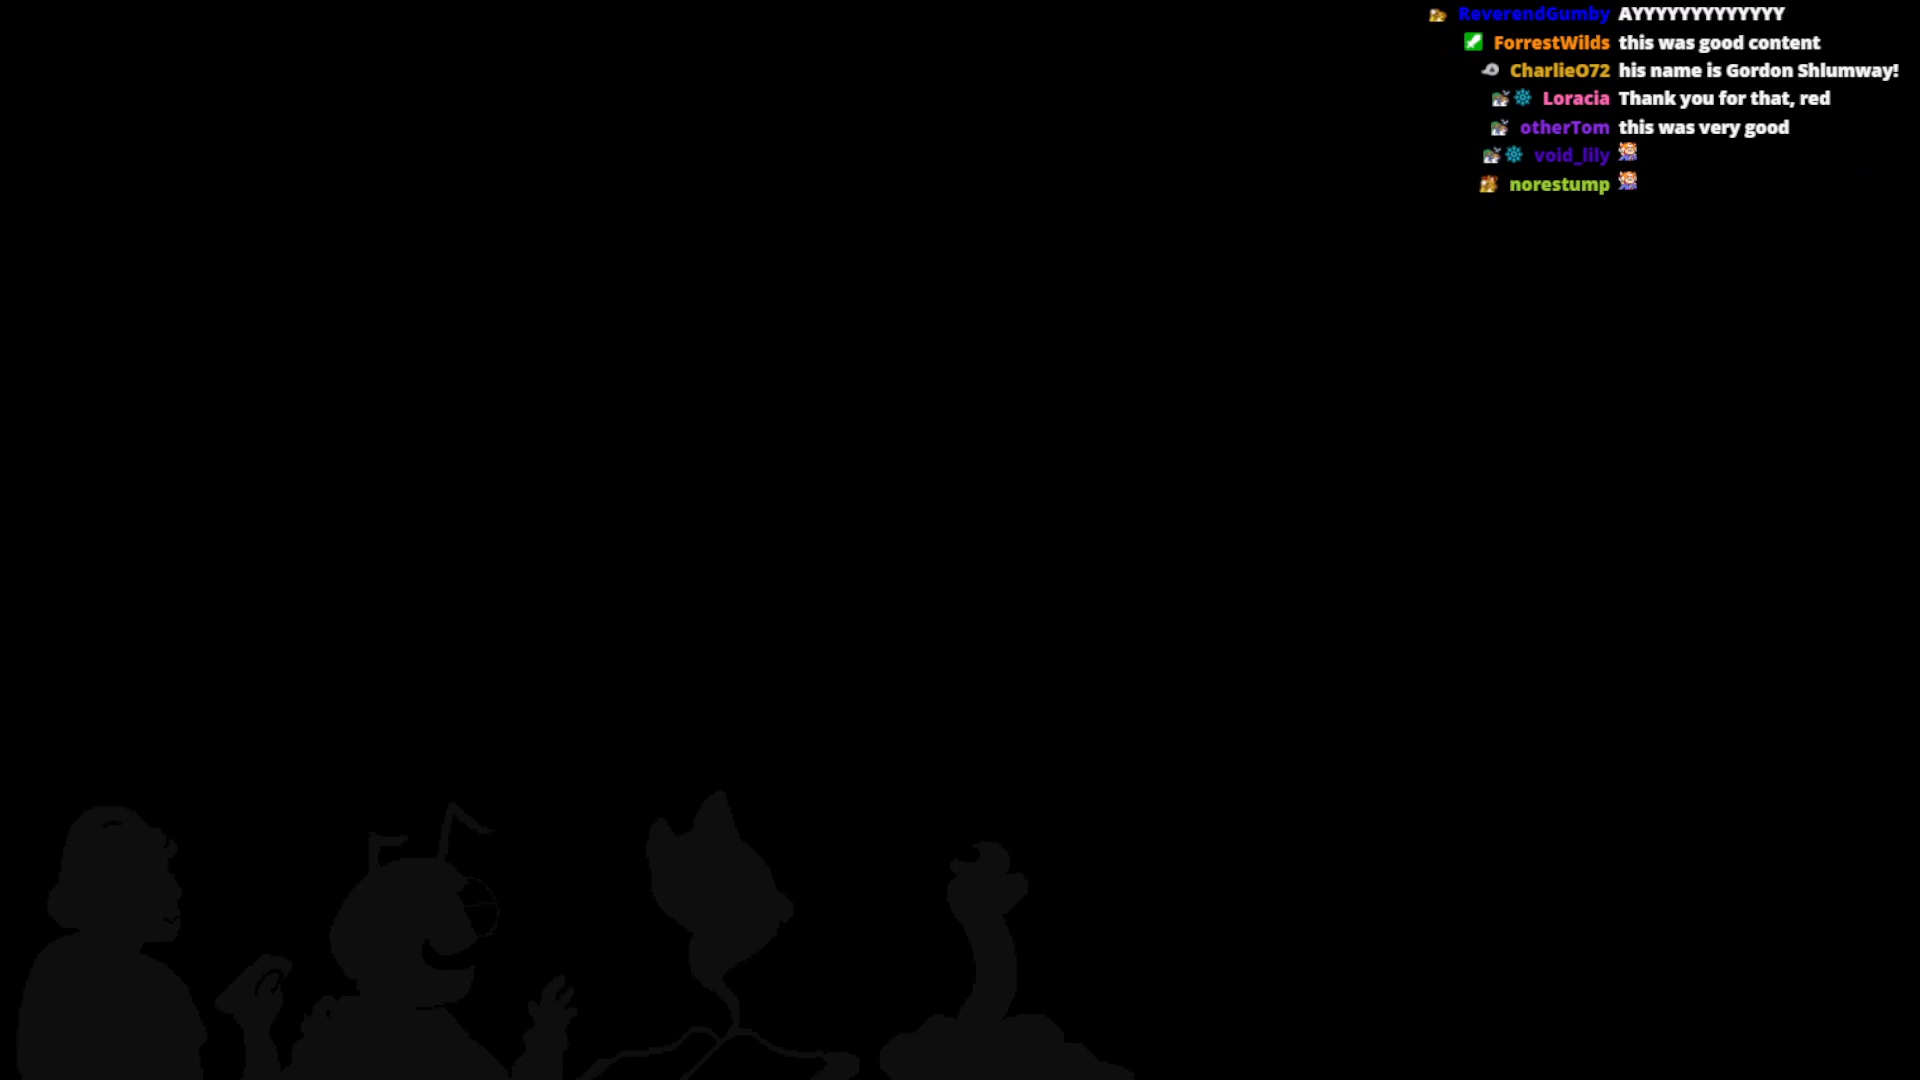 ReverendGumby AYYYYYYYYYYYYY
ForrestWilds this was good content
CharlieO72 his name is Gordon Shlumway!
Loracia Thank you for that, red
otherTom this was very good
void_lily
norestump